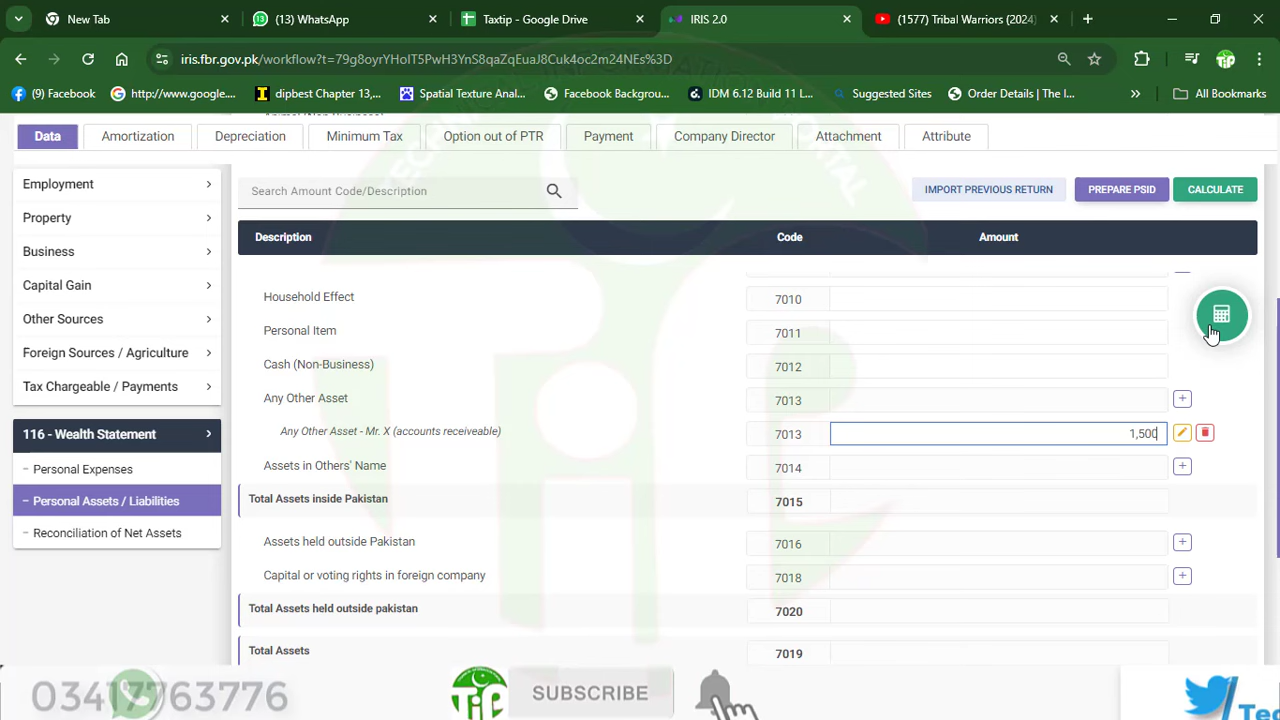 New Tab
(13) WhatsApp
Taxtip - Google Drive
IRIS 2.0
(1577) Tribal Warriors (2024)
iris.fbr.gov.pk/workflow?t=79g8oyrYHoIT5PwH3YnS8qaZqEuaJ8Cuk4oc2m24NEs%3D
(9) Facebook
http://www.google....
dipbest Chapter 13,...
Spatial Texture Anal...
Facebook Backgrou...
IDM 6.12 Build 11 L...
Suggested Sites
Order Details | The I...
All Bookmarks
Data
Amortization
Depreciation
Minimum Tax
Option out of PTR
Payment
Company Director
Attachment
Attribute
Employment
Property
Business
Capital Gain
Other Sources
Foreign Sources / Agriculture
Tax Chargeable / Payments
116 - Wealth Statement
Personal Expenses
Personal Assets / Liabilities
Reconciliation of Net Assets
Search Amount Code/Description
IMPORT PREVIOUS RETURN
PREPARE PSID
CALCULATE
Description Code Amount
Household Effect 7010
Personal Item 7011
Cash (Non-Business) 7012
Any Other Asset 7013
Any Other Asset - Mr. X (accounts receiveable) 7013 1,500
Assets in Others' Name 7014
Total Assets inside Pakistan 7015
Assets held outside Pakistan 7016
Capital or voting rights in foreign company 7018
Total Assets held outside pakistan 7020
Total Assets 7019
03417763776
TiP
SUBSCRIBE